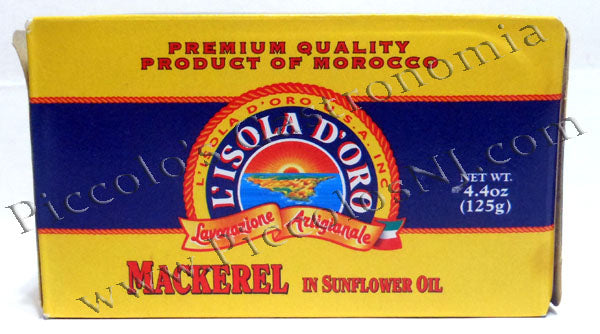 PREMIUM QUALITY
PRODUCT OF MOROCCO
L'ISOLA D'ORO U.S.A. INC
L'ISOLA D'ORO
Lavorazione Artigianale
NET WT.
4.4oz
(125g)
MACKEREL IN SUNFLOWER OIL
Piccolo's Gastronomia
www.PiccolosNJ.com